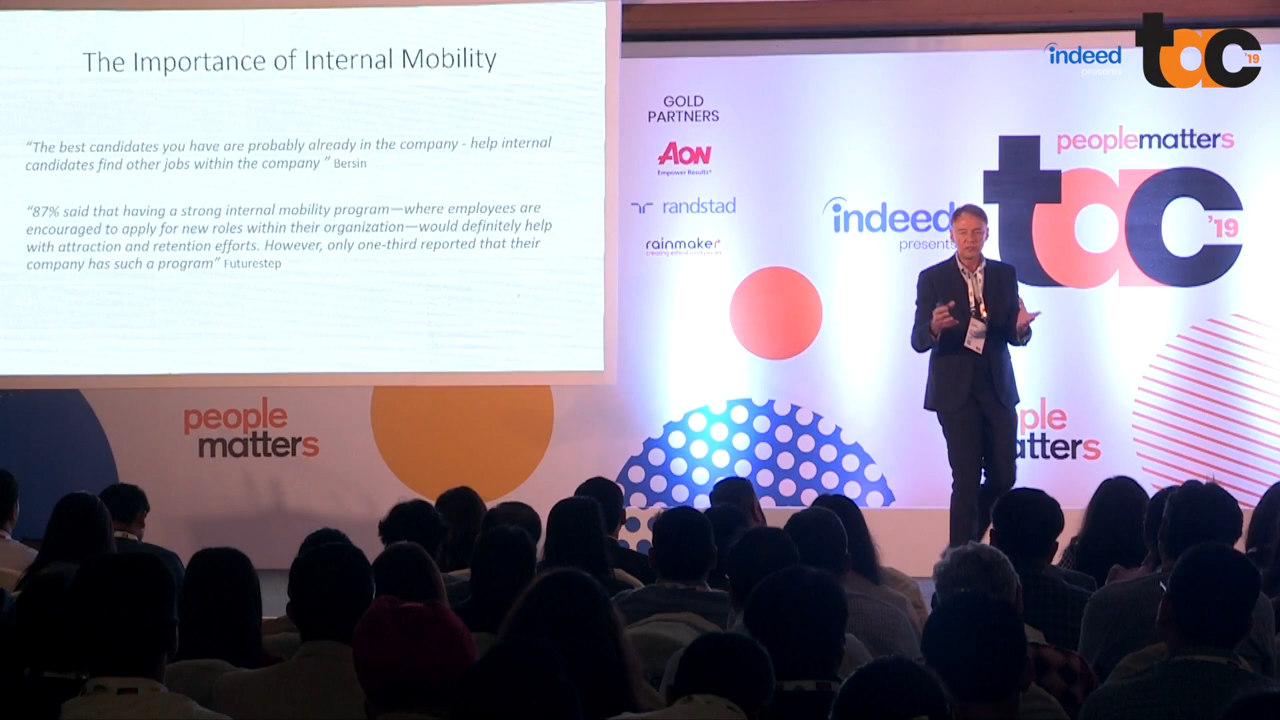 The Importance of Internal Mobility
“The best candidates you have are probably already in the company - help internal
candidates find other jobs within the company ” Bersin
“87% said that having a strong internal mobility program—where employees are
encouraged to apply for new roles within their organization—would definitely help
with attraction and retention efforts. However, only one-third reported that their
company has such a program” Futurestep
GOLD
PARTNERS
AON
Empower Results®
randstad
rainmaker
indeed
presents
tac '19
peoplematters
indeed
presents
tac '19
people
matters
ple
atters